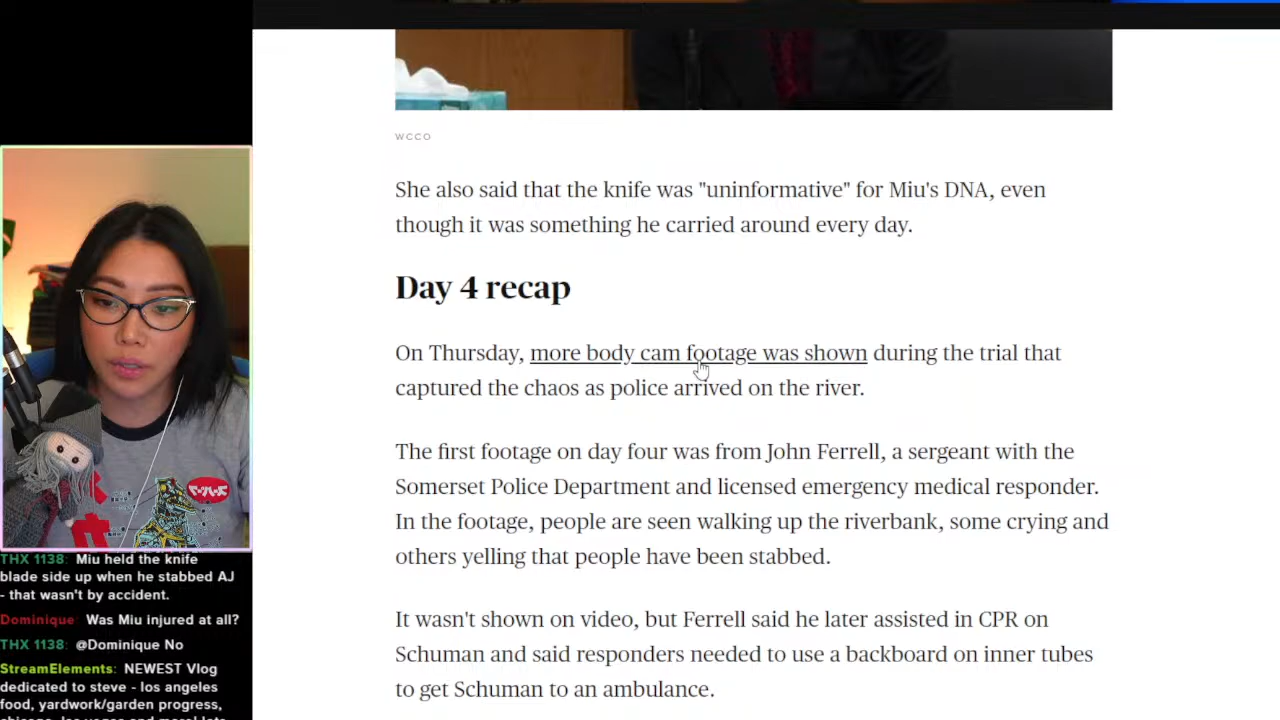 WCCO
She also said that the knife was "uninformative" for Miu's DNA, even
though it was something he carried around every day.
Day 4 recap
On Thursday, more body cam footage was shown during the trial that
captured the chaos as police arrived on the river.
The first footage on day four was from John Ferrell, a sergeant with the
Somerset Police Department and licensed emergency medical responder.
In the footage, people are seen walking up the riverbank, some crying and
others yelling that people have been stabbed.
It wasn't shown on video, but Ferrell said he later assisted in CPR on
Schuman and said responders needed to use a backboard on inner tubes
to get Schuman to an ambulance.
THX 1138: Miu held the knife
blade side up when he stabbed AJ
- that wasn't by accident.
Dominique: Was Miu injured at all?
THX 1138: @Dominique No
StreamElements: NEWEST Vlog
dedicated to steve - los angeles
food, yardwork/garden progress,